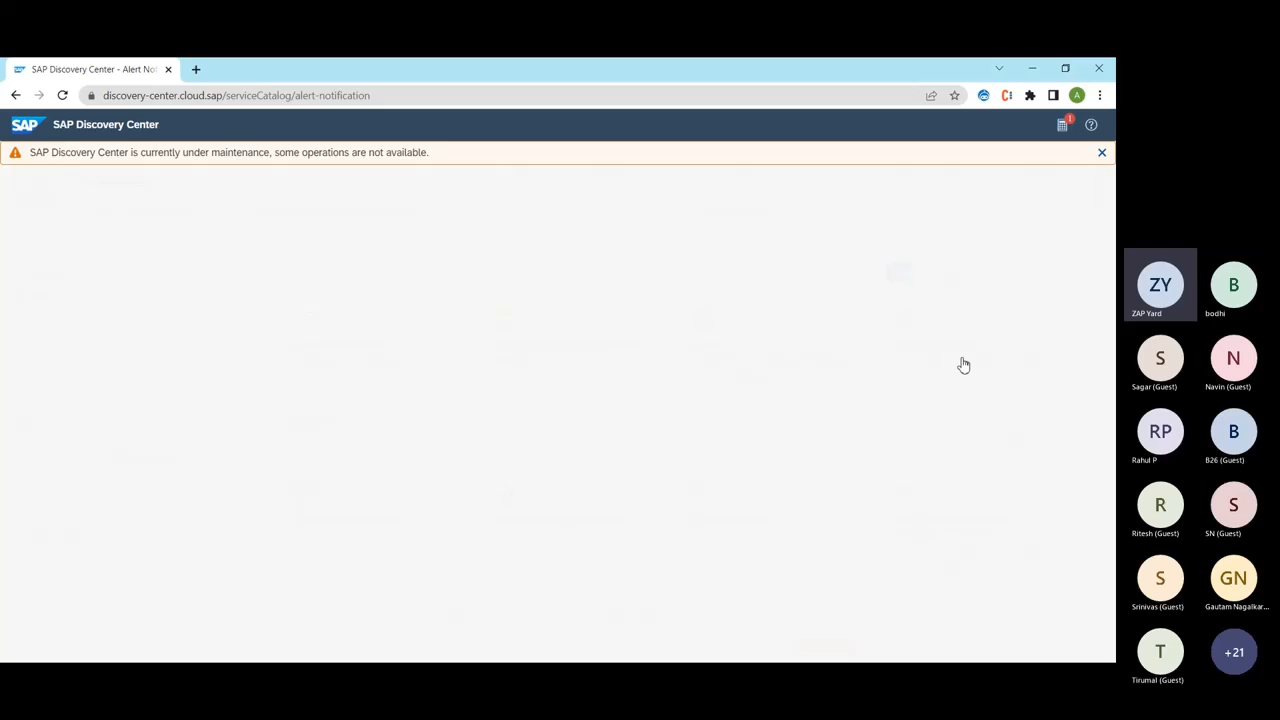 SAP Discovery Center - Alert No
discovery-center.cloud.sap/serviceCatalog/alert-notification
A
SAP
SAP Discovery Center
1
SAP Discovery Center is currently under maintenance, some operations are not available.
ZY
ZAP Yard
B
bodhi
S
Sagar (Guest)
N
Navin (Guest)
RP
Rahul P
B
B26 (Guest)
R
Ritesh (Guest)
S
SN (Guest)
S
Srinivas (Guest)
GN
Gautam Nagalkar...
T
Tirumal (Guest)
+21